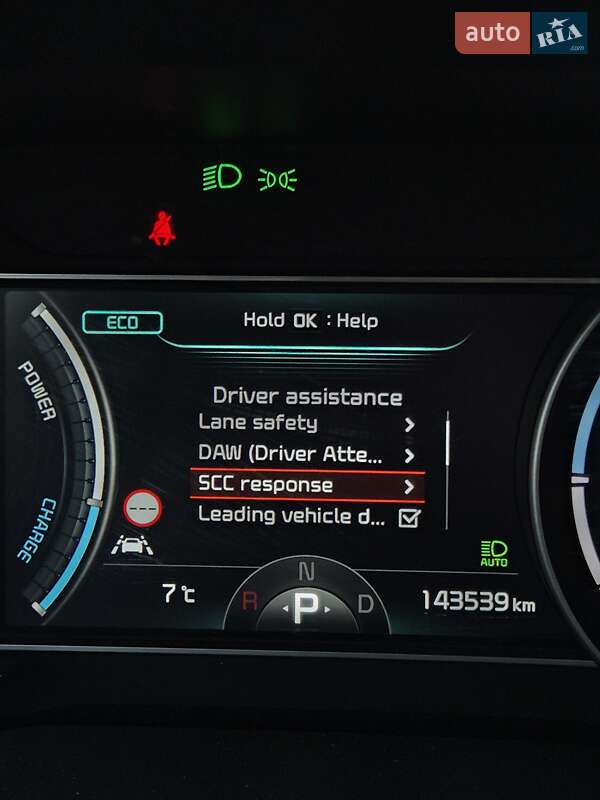 auto RIA.com
ECO
Hold OK : Help
POWER
Driver assistance
Lane safety
DAW (Driver Atte...
SCC response
Leading vehicle d...
CHARGE
---
AUTO
7°C
R N P D
143539 km